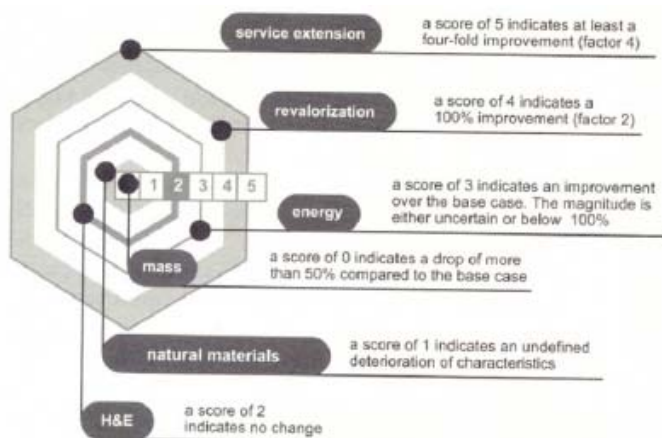 service extension
a score of 5 indicates at least a
four-fold improvement (factor 4)
revalorization
a score of 4 indicates a
100% improvement (factor 2)
1 2 3 4 5
energy
a score of 3 indicates an improvement
over the base case. The magnitude is
either uncertain or below 100%
mass
a score of 0 indicates a drop of more
than 50% compared to the base case
natural materials
a score of 1 indicates an undefined
deterioration of characteristics
H&E
a score of 2
indicates no change